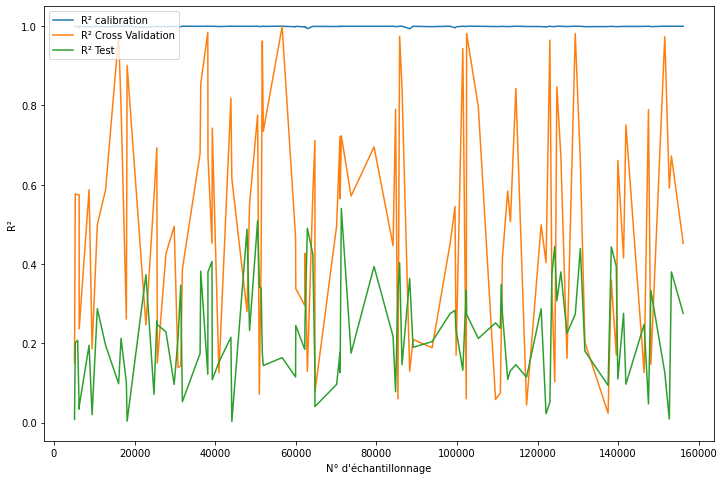 R² calibration
R² Cross Validation
R² Test
R²
1.0
0.8
0.6
0.4
0.2
0.0
0 20000 40000 60000 80000 100000 120000 140000 160000
N° d'échantillonnage